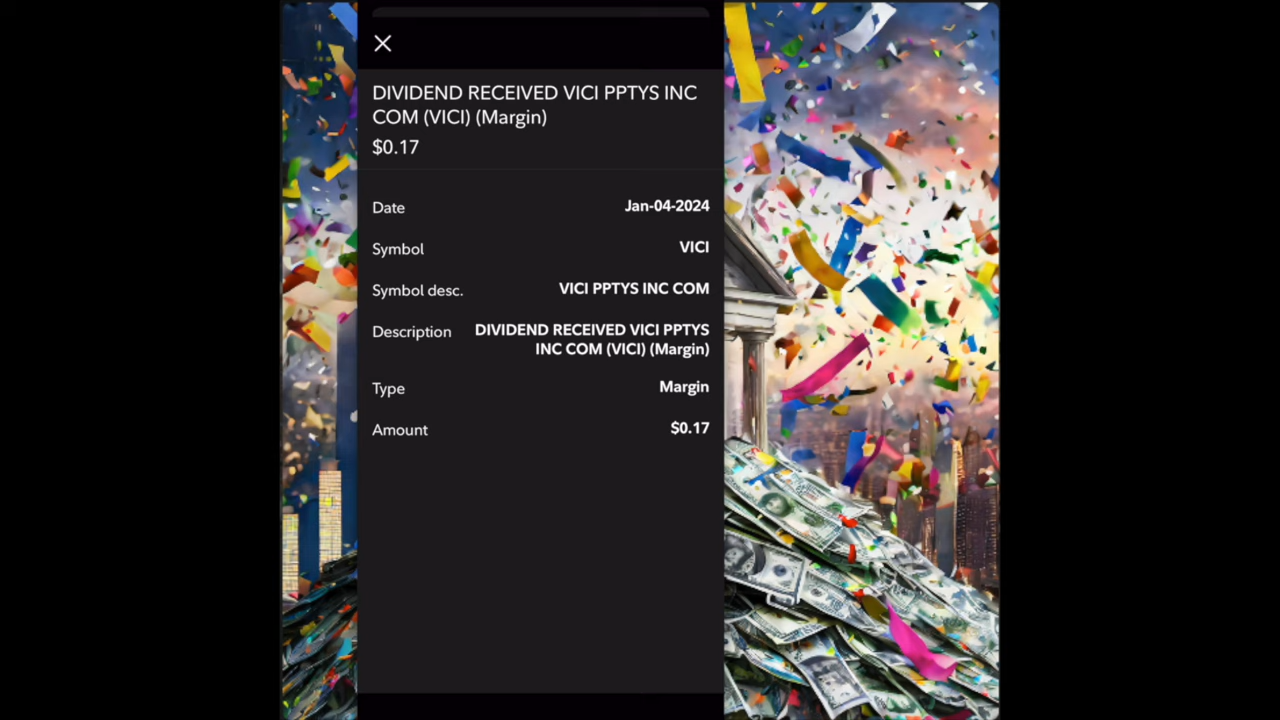 DIVIDEND RECEIVED VICI PPTYS INC
COM (VICI) (Margin)
$0.17
Date Jan-04-2024
Symbol VICI
Symbol desc. VICI PPTYS INC COM
Description DIVIDEND RECEIVED VICI PPTYS
INC COM (VICI) (Margin)
Type Margin
Amount $0.17